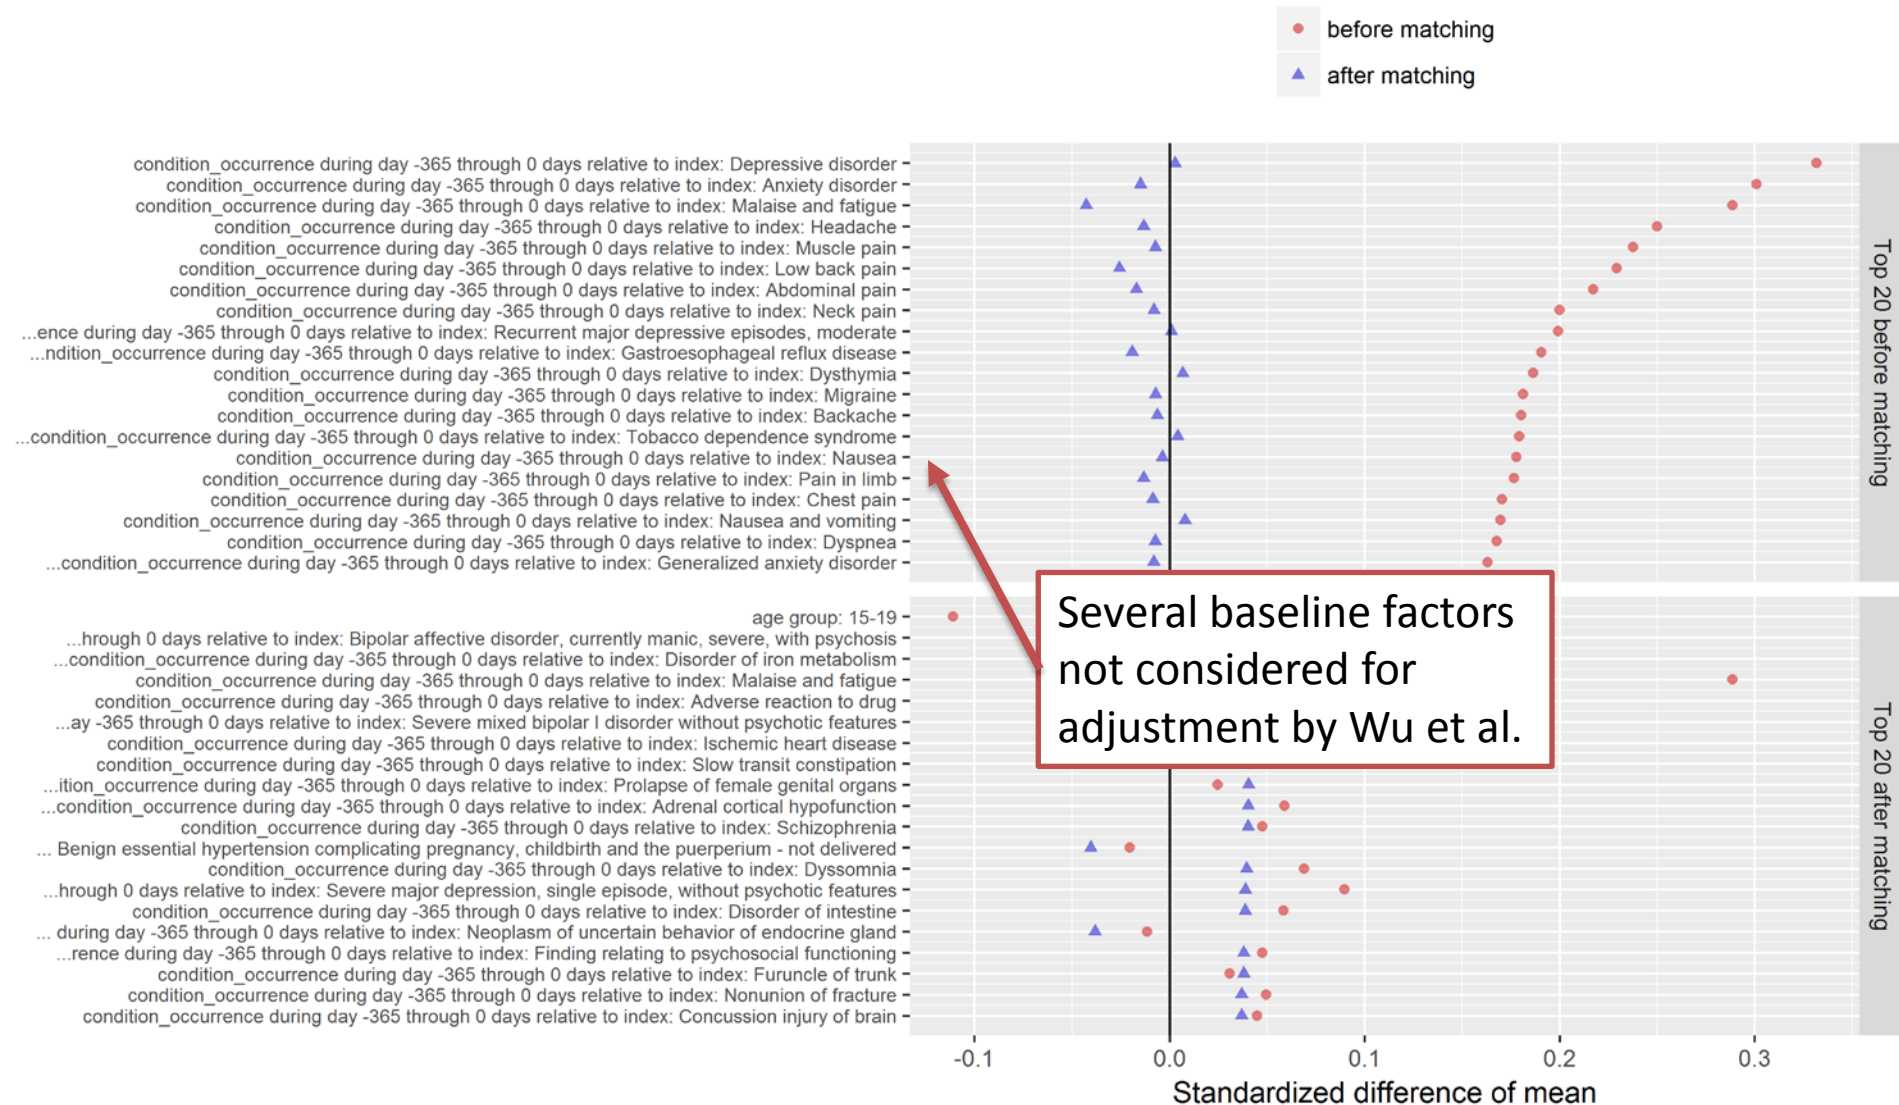 before matching
after matching
condition_occurrence during day -365 through 0 days relative to index: Depressive disorder
condition_occurrence during day -365 through 0 days relative to index: Anxiety disorder
condition_occurrence during day -365 through 0 days relative to index: Malaise and fatigue
condition_occurrence during day -365 through 0 days relative to index: Headache
condition_occurrence during day -365 through 0 days relative to index: Muscle pain
condition_occurrence during day -365 through 0 days relative to index: Low back pain
condition_occurrence during day -365 through 0 days relative to index: Abdominal pain
condition_occurrence during day -365 through 0 days relative to index: Neck pain
...ence during day -365 through 0 days relative to index: Recurrent major depressive episodes, moderate
...ndition_occurrence during day -365 through 0 days relative to index: Gastroesophageal reflux disease
condition_occurrence during day -365 through 0 days relative to index: Dysthymia
condition_occurrence during day -365 through 0 days relative to index: Migraine
condition_occurrence during day -365 through 0 days relative to index: Backache
...condition_occurrence during day -365 through 0 days relative to index: Tobacco dependence syndrome
condition_occurrence during day -365 through 0 days relative to index: Nausea
condition_occurrence during day -365 through 0 days relative to index: Pain in limb
condition_occurrence during day -365 through 0 days relative to index: Chest pain
condition_occurrence during day -365 through 0 days relative to index: Nausea and vomiting
condition_occurrence during day -365 through 0 days relative to index: Dyspnea
...condition_occurrence during day -365 through 0 days relative to index: Generalized anxiety disorder
Top 20 before matching
age group: 15-19
...hrough 0 days relative to index: Bipolar affective disorder, currently manic, severe, with psychosis
...condition_occurrence during day -365 through 0 days relative to index: Disorder of iron metabolism
condition_occurrence during day -365 through 0 days relative to index: Malaise and fatigue
condition_occurrence during day -365 through 0 days relative to index: Adverse reaction to drug
...ay -365 through 0 days relative to index: Severe mixed bipolar I disorder without psychotic features
condition_occurrence during day -365 through 0 days relative to index: Ischemic heart disease
condition_occurrence during day -365 through 0 days relative to index: Slow transit constipation
...ition_occurrence during day -365 through 0 days relative to index: Prolapse of female genital organs
...condition_occurrence during day -365 through 0 days relative to index: Adrenal cortical hypofunction
condition_occurrence during day -365 through 0 days relative to index: Schizophrenia
... Benign essential hypertension complicating pregnancy, childbirth and the puerperium - not delivered
condition_occurrence during day -365 through 0 days relative to index: Dyssomnia
...hrough 0 days relative to index: Severe major depression, single episode, without psychotic features
condition_occurrence during day -365 through 0 days relative to index: Disorder of intestine
... during day -365 through 0 days relative to index: Neoplasm of uncertain behavior of endocrine gland
...rence during day -365 through 0 days relative to index: Finding relating to psychosocial functioning
condition_occurrence during day -365 through 0 days relative to index: Furuncle of trunk
condition_occurrence during day -365 through 0 days relative to index: Nonunion of fracture
condition_occurrence during day -365 through 0 days relative to index: Concussion injury of brain
Top 20 after matching
Several baseline factors
not considered for
adjustment by Wu et al.
-0.1 0.0 0.1 0.2 0.3
Standardized difference of mean